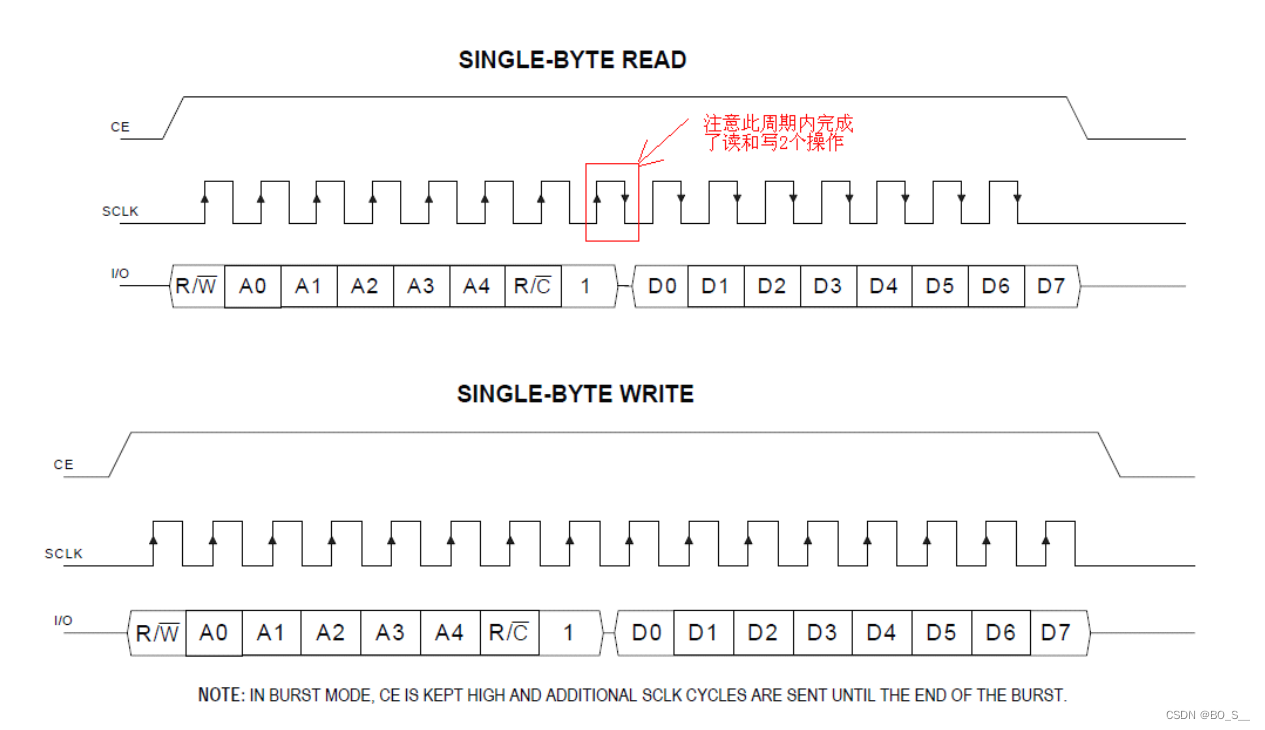 SINGLE-BYTE READ
CE
注意此周期内完成
了读和写2个操作
SCLK
I/O
R/W̅ A0 A1 A2 A3 A4 R/C̅ 1 D0 D1 D2 D3 D4 D5 D6 D7
SINGLE-BYTE WRITE
CE
SCLK
I/O
R/W̅ A0 A1 A2 A3 A4 R/C̅ 1 D0 D1 D2 D3 D4 D5 D6 D7
NOTE: IN BURST MODE, CE IS KEPT HIGH AND ADDITIONAL SCLK CYCLES ARE SENT UNTIL THE END OF THE BURST.
CSDN @BO_S__